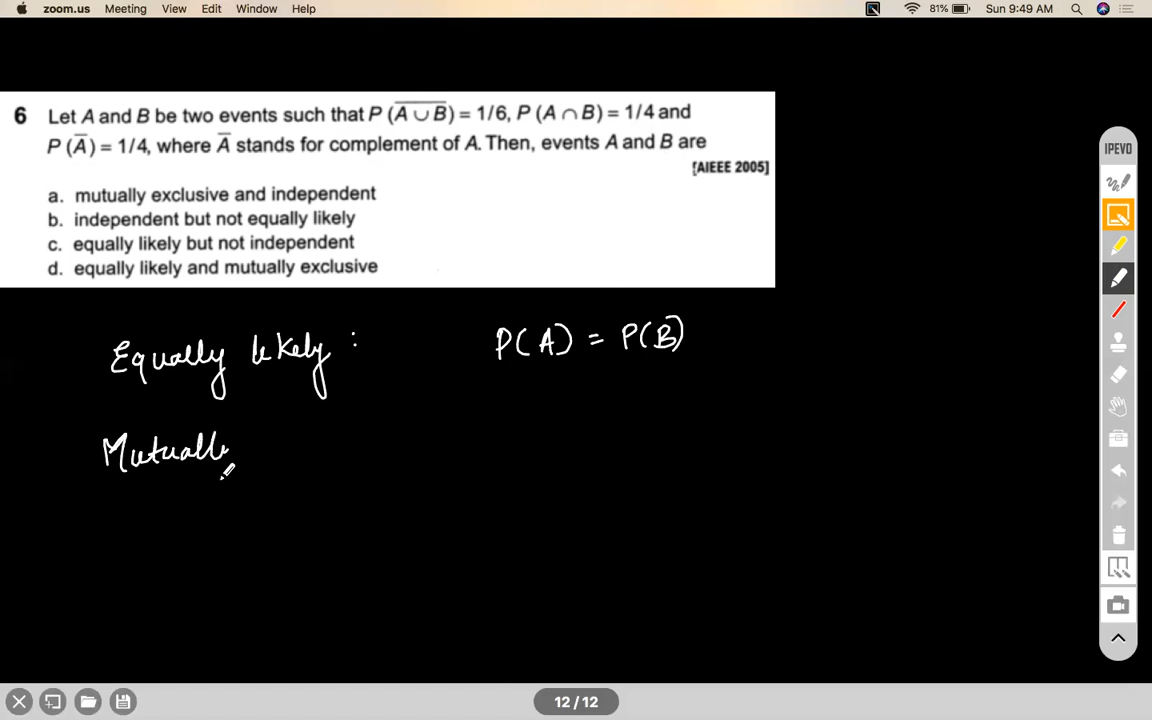 zoom.us Meeting View Edit Window Help 81% Sun 9:49 AM
6 Let A and B be two events such that P (A ∪ B)̅ = 1/6, P (A ∩ B) = 1/4 and
P (A̅) = 1/4, where A̅ stands for complement of A. Then, events A and B are
[AIEEE 2005]
a. mutually exclusive and independent
b. independent but not equally likely
c. equally likely but not independent
d. equally likely and mutually exclusive
IPEVO
Equally likely : P(A) = P(B)
Mutually
12 / 12